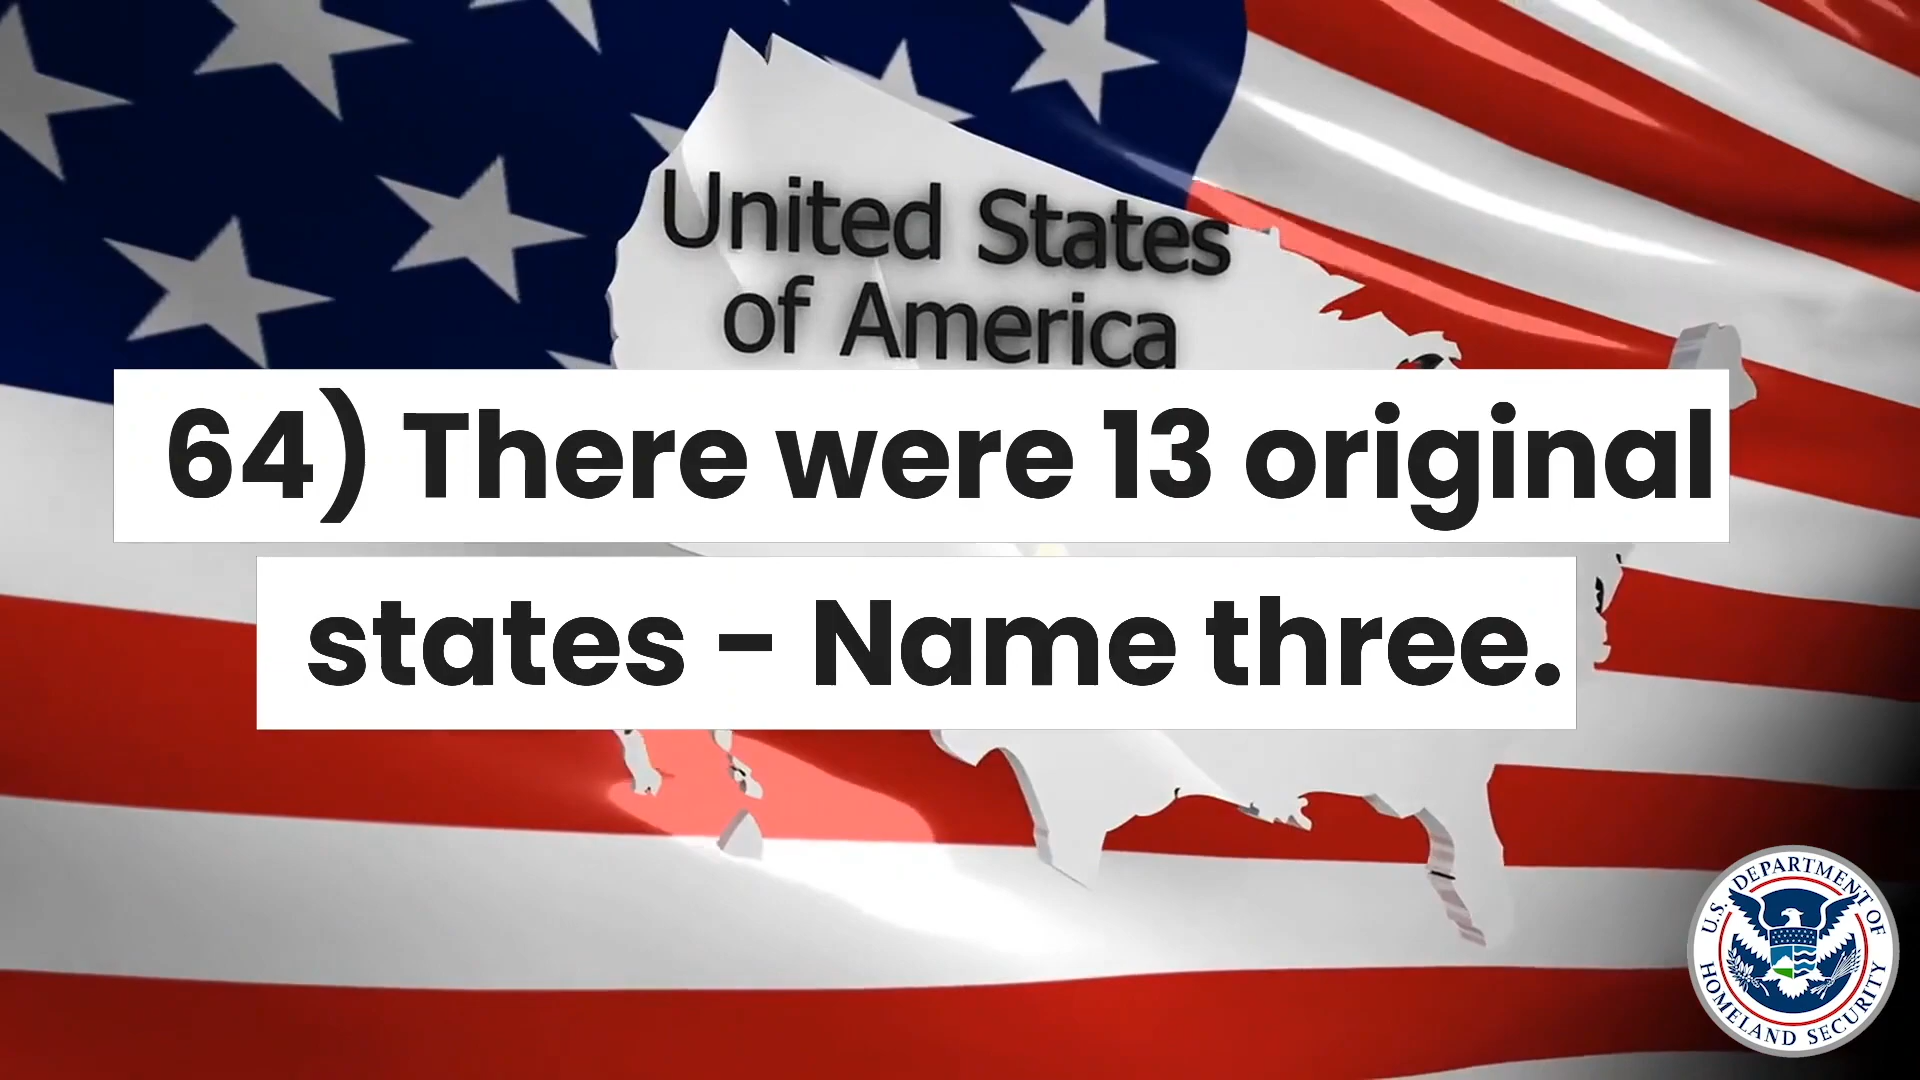 United States
of America
64) There were 13 original
states - Name three.
U.S. DEPARTMENT OF
HOMELAND SECURITY